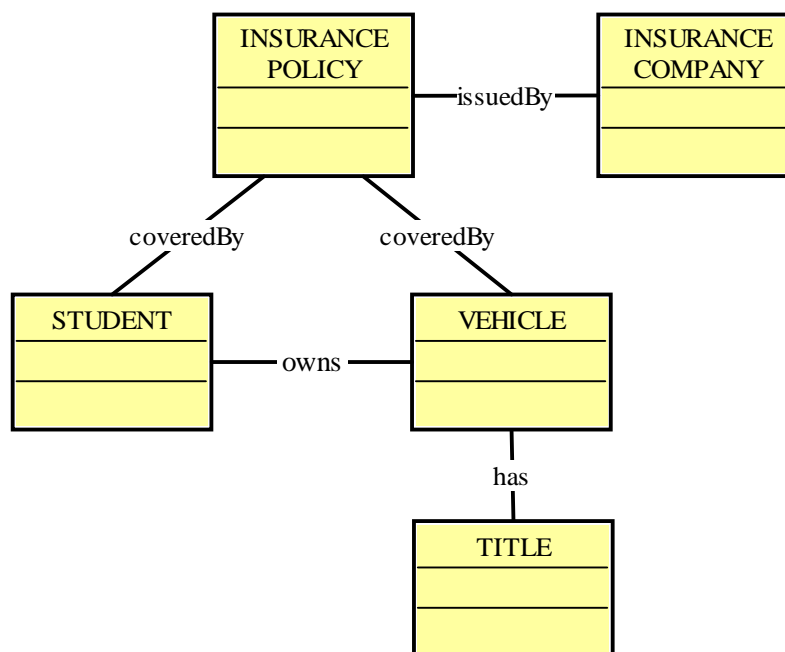 INSURANCE
POLICY
INSURANCE
COMPANY
issuedBy
coveredBy
coveredBy
STUDENT
VEHICLE
owns
has
TITLE